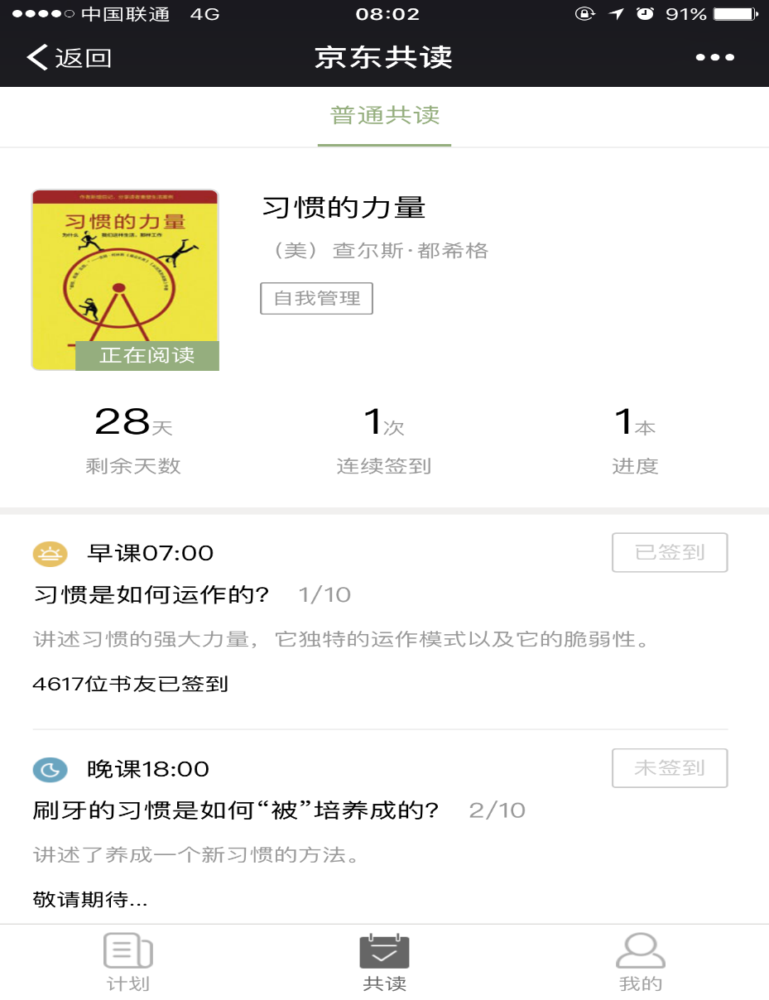 中国联通 4G 08:02 91%
返回 京东共读
普通共读
习惯的力量
为什么 我们这样生活，那样工作
正在阅读
习惯的力量
（美）查尔斯·都希格
自我管理
28天 1次 1本
剩余天数 连续签到 进度
早课07:00 已签到
习惯是如何运作的? 1/10
讲述习惯的强大力量，它独特的运作模式以及它的脆弱性。
4617位书友已签到
晚课18:00 未签到
刷牙的习惯是如何“被”培养成的? 2/10
讲述了养成一个新习惯的方法。
敬请期待...
计划 共读 我的